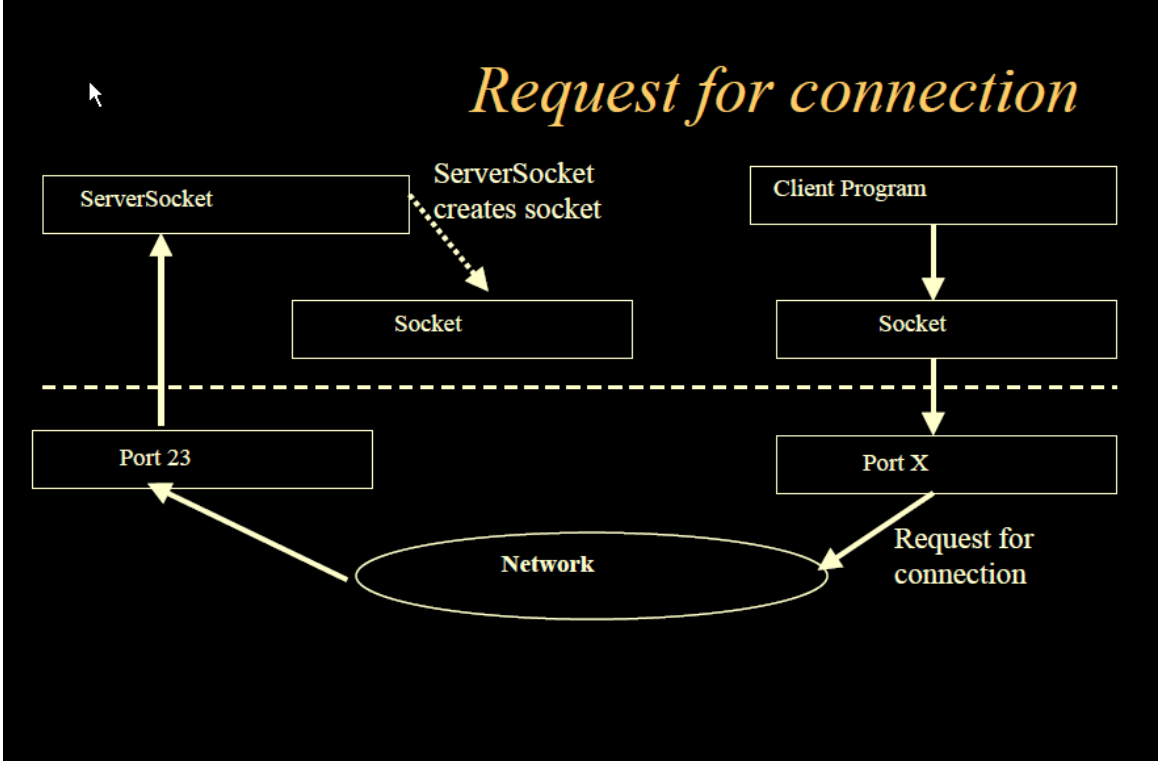 Request for connection
ServerSocket
ServerSocket
creates socket
Client Program
Socket
Socket
Port 23
Port X
Network
Request for
connection